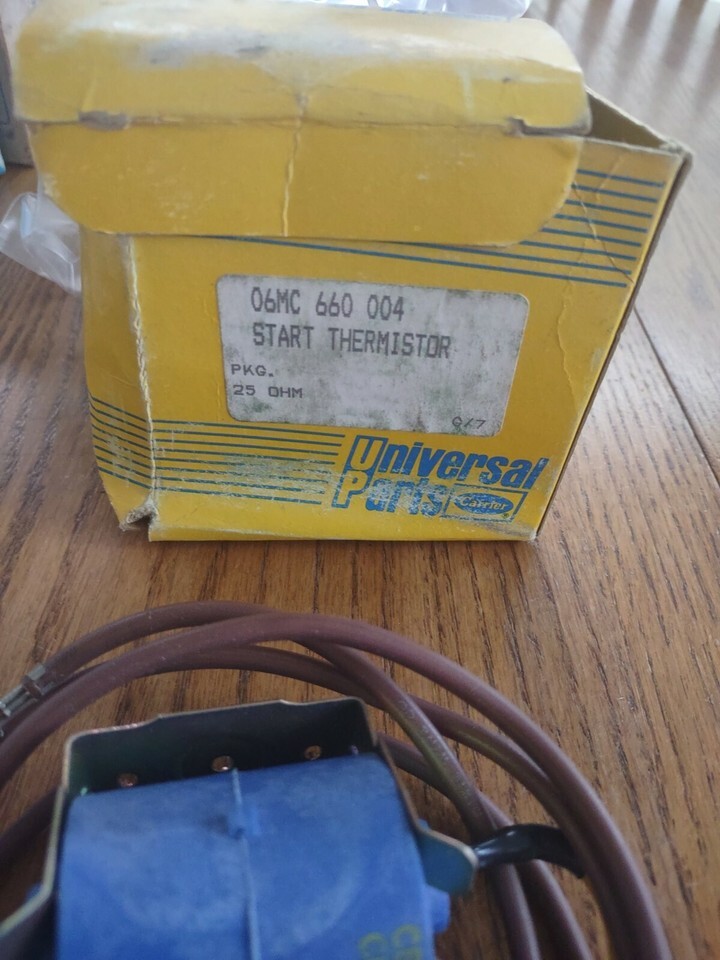 06MC 660 004
START THERMISTOR
PKG.
25 OHM
Universal
Parts
Carrier